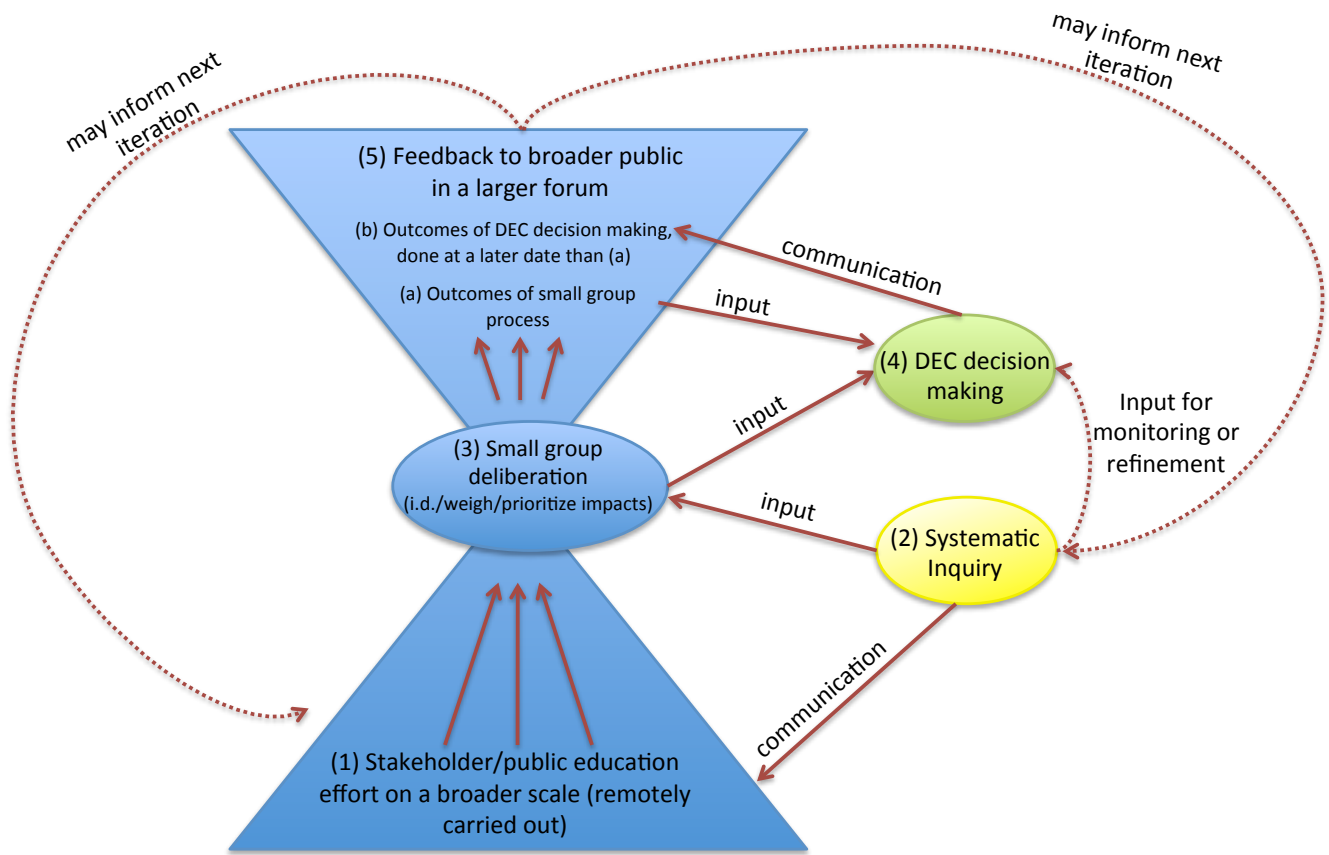 may inform next
iteration
may inform next
iteration
(5) Feedback to broader public
in a larger forum
(b) Outcomes of DEC decision making,
done at a later date than (a)
(a) Outcomes of small group
process
communication
input
(4) DEC decision
making
input
Input for
monitoring or
refinement
(3) Small group
deliberation
(i.d./weigh/prioritize impacts)
input
(2) Systematic
Inquiry
communication
(1) Stakeholder/public education
effort on a broader scale (remotely
carried out)